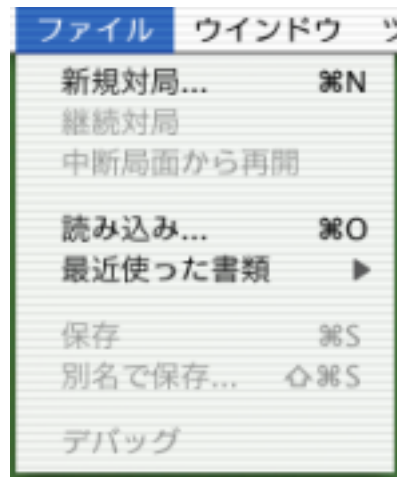 ファイル ウインドウ ツ
新規対局... ⌘N
継続対局
中断局面から再開
読み込み... ⌘O
最近使った書類 ▶
保存 ⌘S
別名で保存... ⇧⌘S
デバッグ